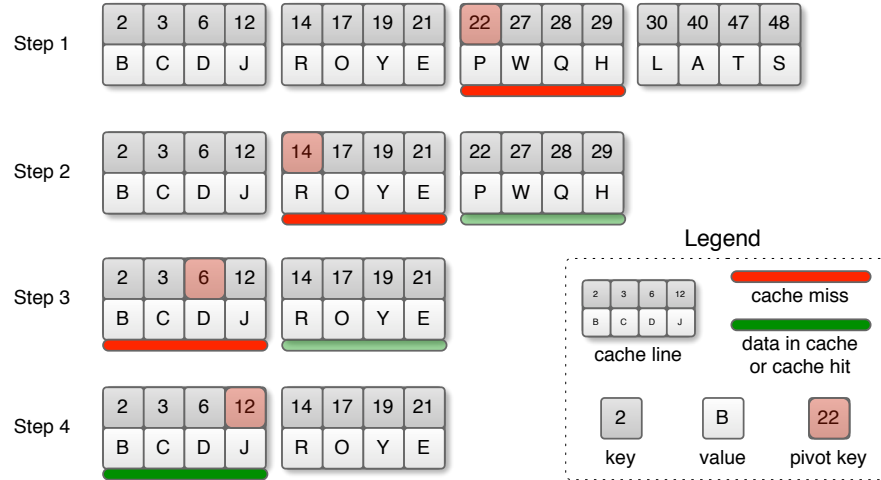 Step 1
2 3 6 12 14 17 19 21 22 27 28 29 30 40 47 48
B C D J R O Y E P W Q H L A T S
Step 2
2 3 6 12 14 17 19 21 22 27 28 29
B C D J R O Y E P W Q H
Step 3
2 3 6 12 14 17 19 21
B C D J R O Y E
Step 4
2 3 6 12 14 17 19 21
B C D J R O Y E
Legend
2 3 6 12
B C D J
cache line
cache miss
data in cache
or cache hit
2 B 22
key value pivot key